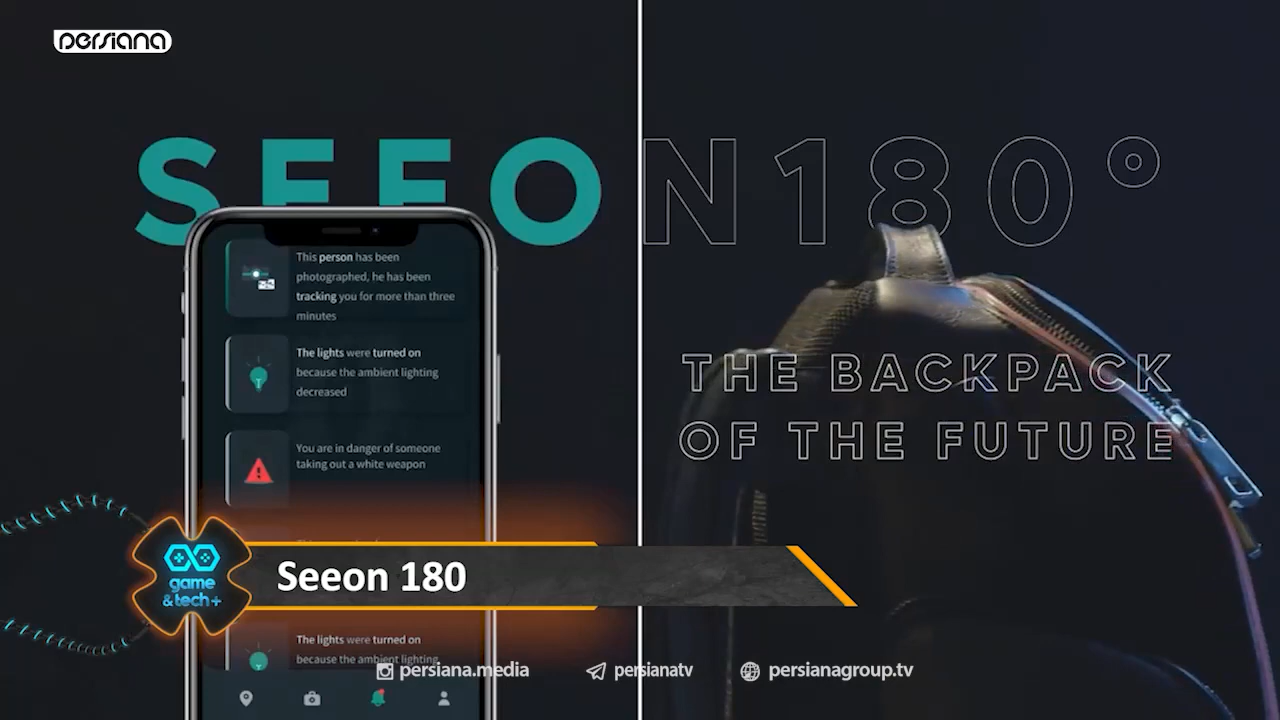 persiana
SEEON180°
This person has been
photographed, he has been
tracking you for more than three
minutes
The lights were turned on
because the ambient lighting
decreased
You are in danger of someone
taking out a white weapon
THE BACKPACK
OF THE FUTURE
game
&tech+
Seeon 180
The lights were turned on
because the ambient lighting
persiana.media
persianatv
persianagroup.tv